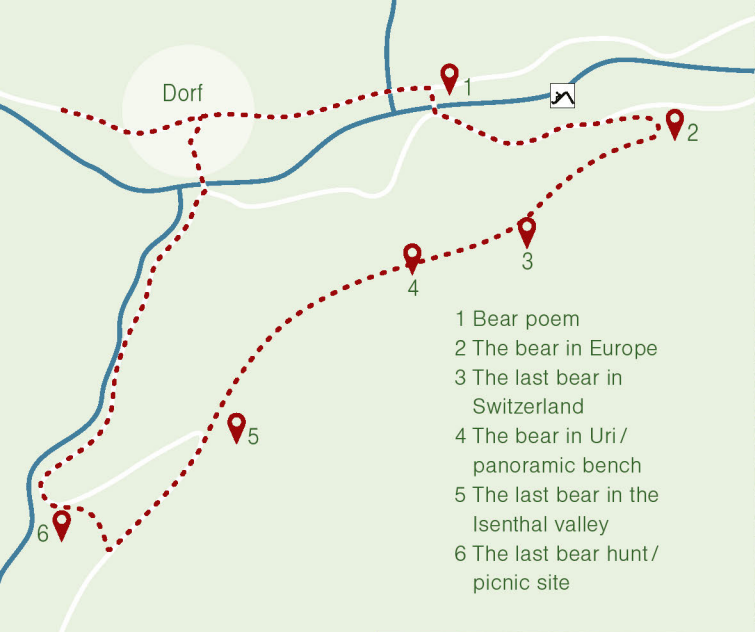 Dorf
1
2
3
4
5
6
1 Bear poem
2 The bear in Europe
3 The last bear in
Switzerland
4 The bear in Uri/
panoramic bench
5 The last bear in the
Isenthal valley
6 The last bear hunt/
picnic site